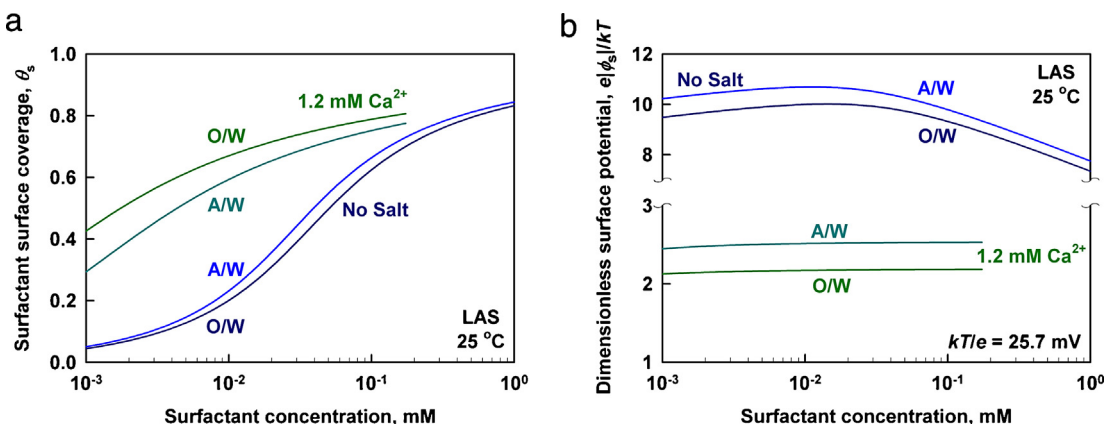 a
Surfactant surface coverage, θs
1.0
0.8
0.6
0.4
0.2
0.0
1.2 mM Ca²⁺
O/W
A/W
No Salt
A/W
O/W
LAS
25 °C
10⁻³
10⁻²
10⁻¹
10⁰
Surfactant concentration, mM
b
Dimensionless surface potential, e|ϕs|/kT
12
10
8
3
2
1
No Salt
LAS
25 °C
A/W
O/W
A/W
1.2 mM Ca²⁺
O/W
kT/e = 25.7 mV
10⁻³
10⁻²
10⁻¹
10⁰
Surfactant concentration, mM